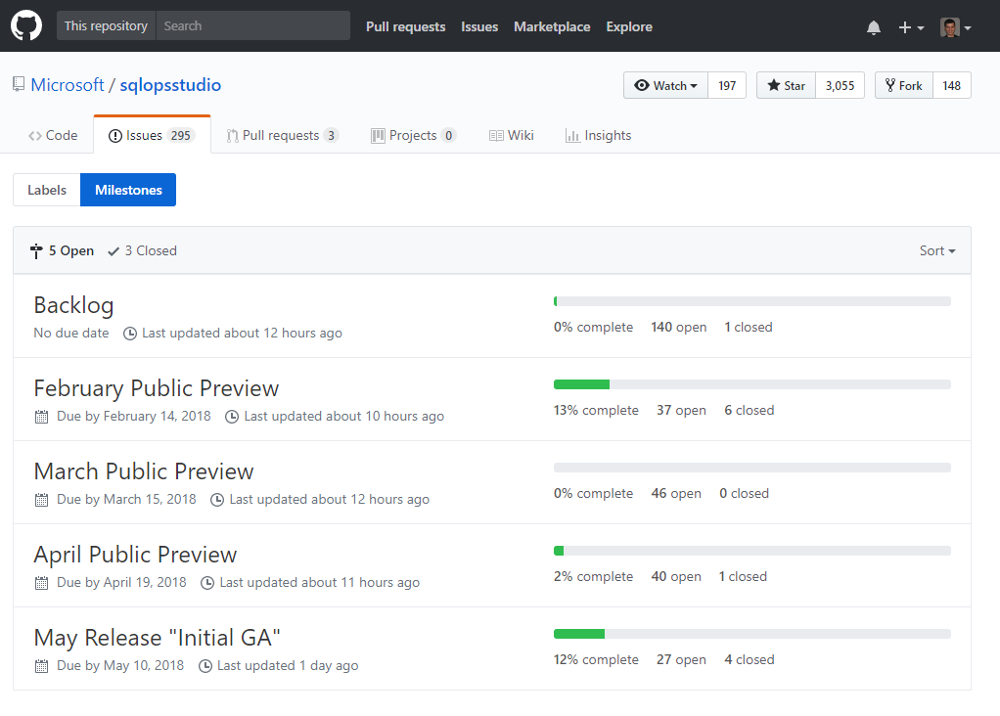 This repository Search Pull requests Issues Marketplace Explore
Microsoft / sqlopsstudio Watch 197 Star 3,055 Fork 148
Code Issues 295 Pull requests 3 Projects 0 Wiki Insights
Labels Milestones
5 Open 3 Closed Sort
Backlog
No due date Last updated about 12 hours ago
0% complete 140 open 1 closed
February Public Preview
Due by February 14, 2018 Last updated about 10 hours ago
13% complete 37 open 6 closed
March Public Preview
Due by March 15, 2018 Last updated about 12 hours ago
0% complete 46 open 0 closed
April Public Preview
Due by April 19, 2018 Last updated about 11 hours ago
2% complete 40 open 1 closed
May Release "Initial GA"
Due by May 10, 2018 Last updated 1 day ago
12% complete 27 open 4 closed